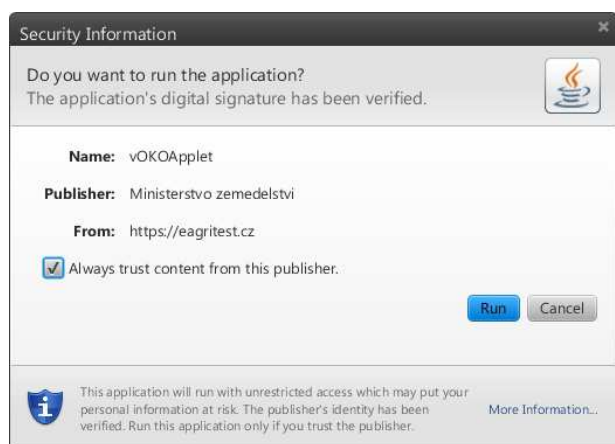 Security Information
Do you want to run the application?
The application's digital signature has been verified.
Name: vOKOApplet
Publisher: Ministerstvo zemedelstvi
From: https://eagritest.cz
Always trust content from this publisher.
Run Cancel
This application will run with unrestricted access which may put your
personal information at risk. The publisher's identity has been
verified. Run this application only if you trust the publisher.
More Information...